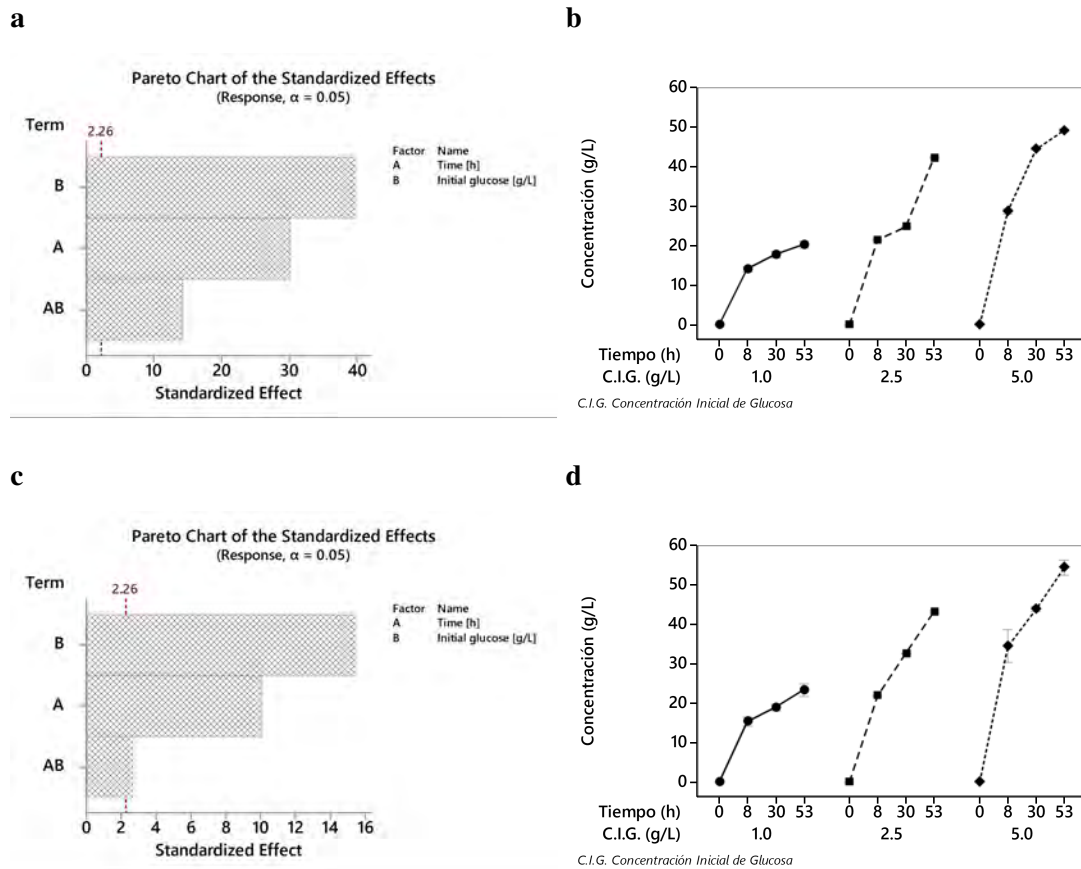 a
Pareto Chart of the Standardized Effects
(Response, α = 0.05)
Term
2.26
Factor Name
A Time [h]
B Initial glucose [g/L]
B
A
AB
0 10 20 30 40
Standardized Effect
b
60
50
40
30
20
10
0
Concentración (g/L)
Tiempo (h) 0 8 30 53 0 8 30 53 0 8 30 53
C.I.G. (g/L) 1.0 2.5 5.0
C.I.G. Concentración Inicial de Glucosa
c
Pareto Chart of the Standardized Effects
(Response, α = 0.05)
Term
2.26
Factor Name
A Time [h]
B Initial glucose [g/L]
B
A
AB
0 2 4 6 8 10 12 14 16
Standardized Effect
d
60
50
40
30
20
10
0
Concentración (g/L)
Tiempo (h) 0 8 30 53 0 8 30 53 0 8 30 53
C.I.G. (g/L) 1.0 2.5 5.0
C.I.G. Concentración Inicial de Glucosa